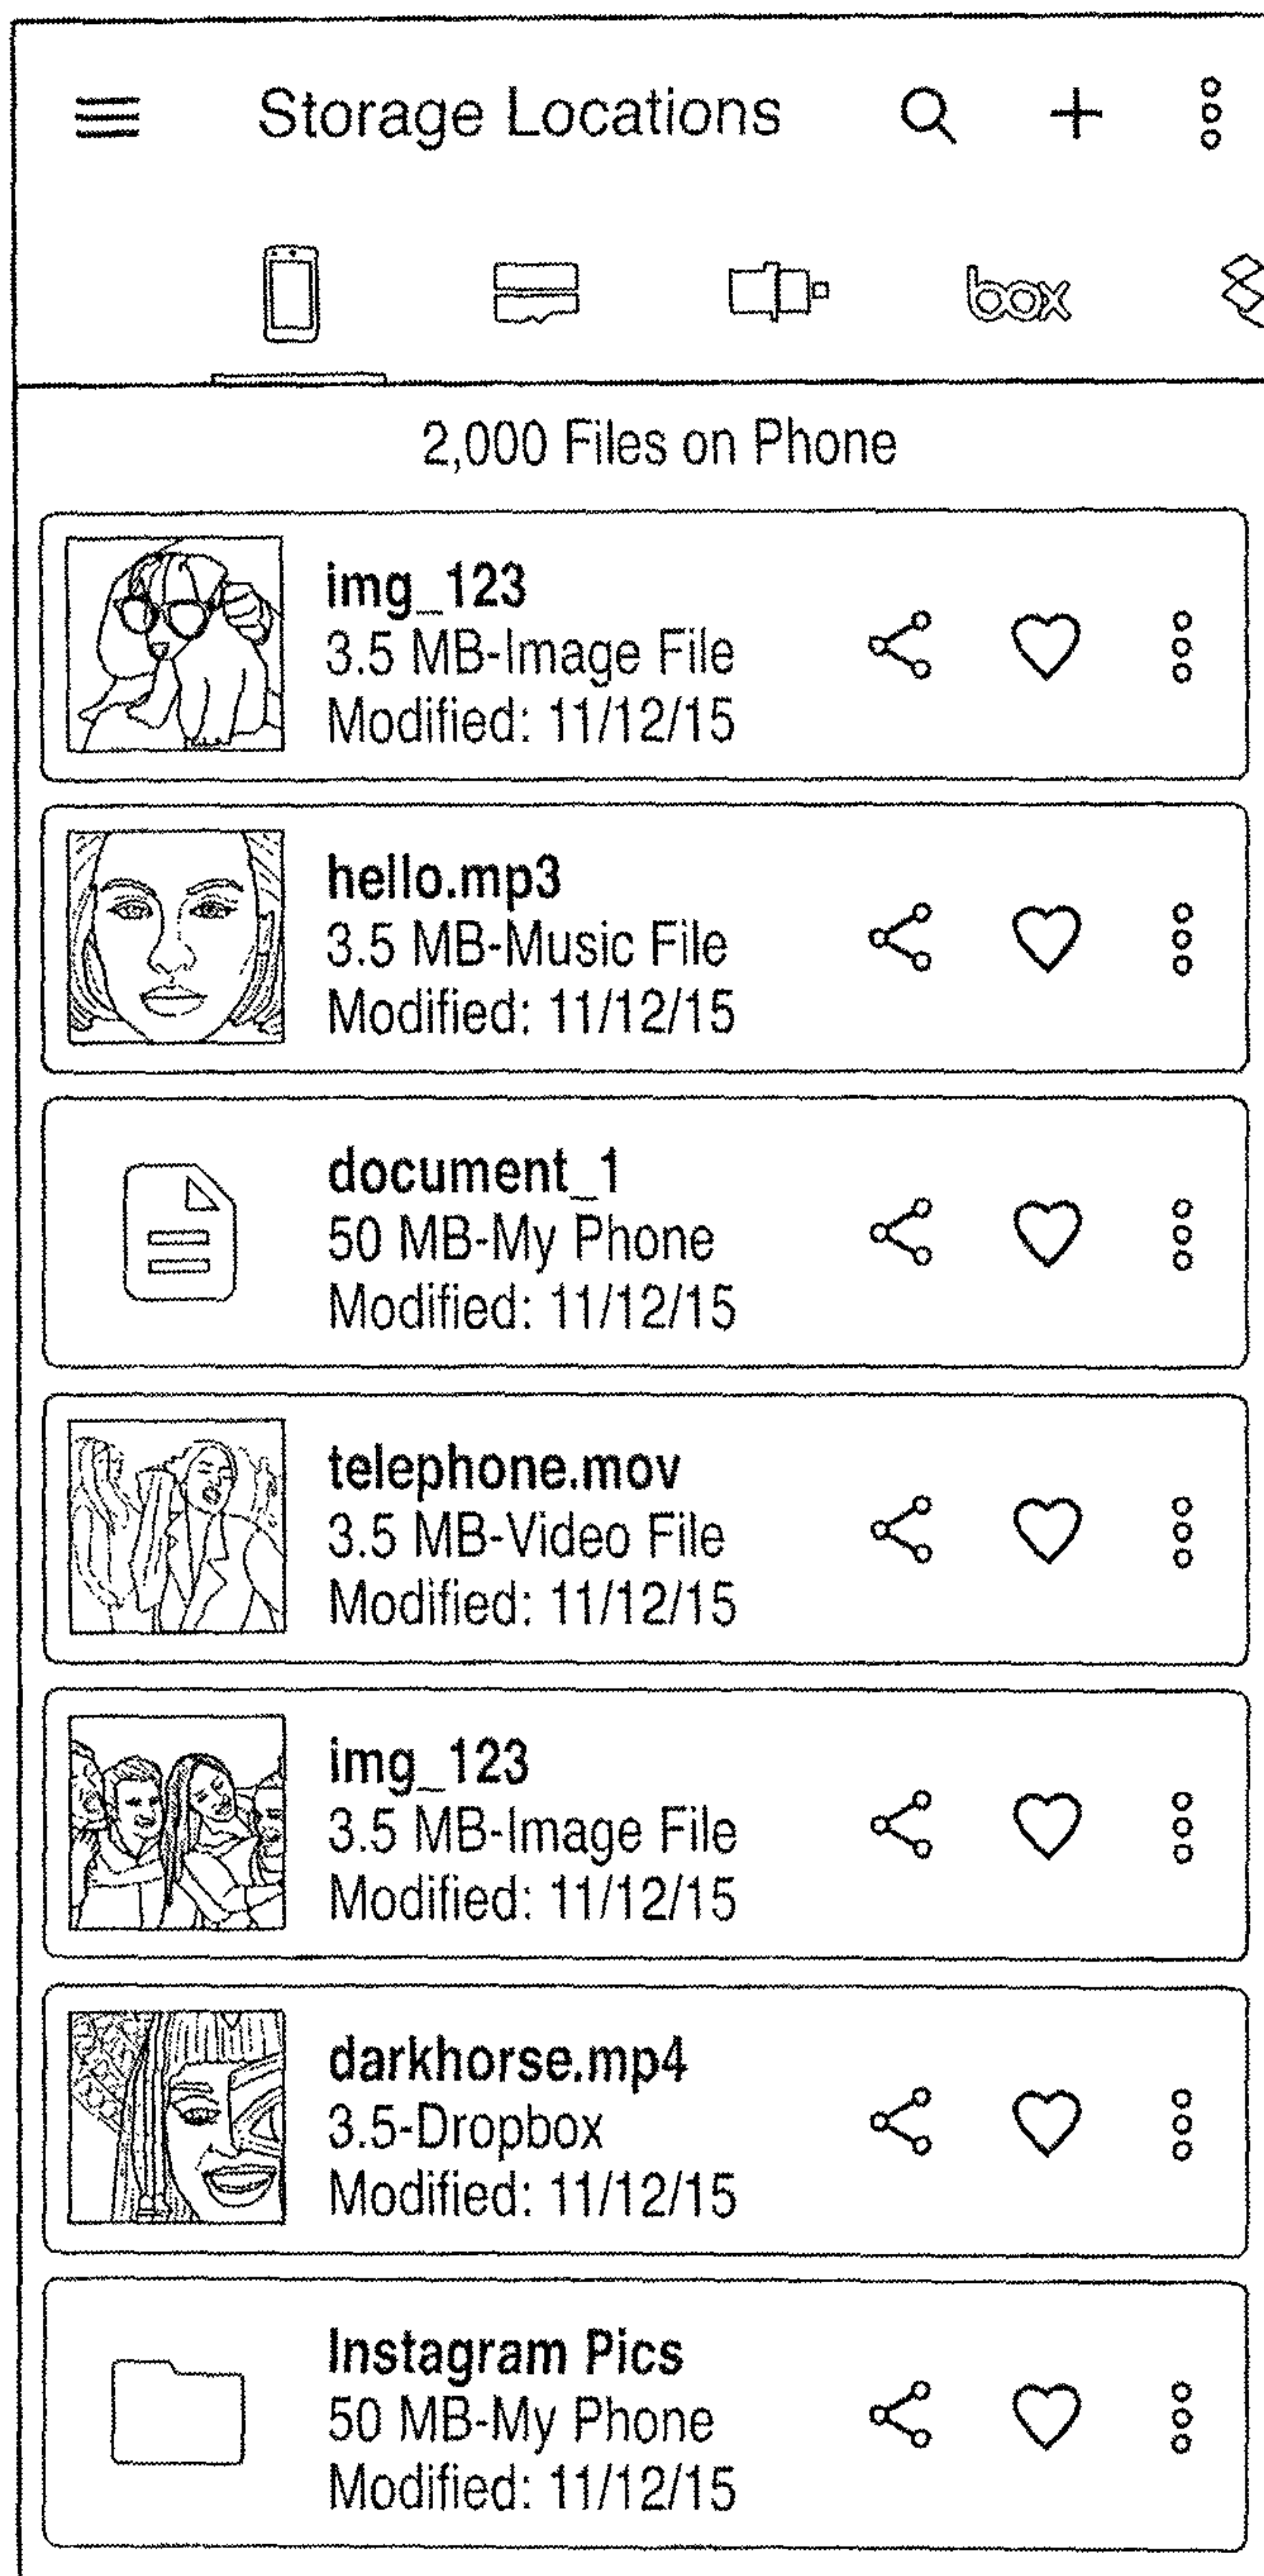 Storage Locations
box
2,000 Files on Phone
img_123
3.5 MB-Image File
Modified: 11/12/15
hello.mp3
3.5 MB-Music File
Modified: 11/12/15
document_1
50 MB-My Phone
Modified: 11/12/15
telephone.mov
3.5 MB-Video File
Modified: 11/12/15
img_123
3.5 MB-Image File
Modified: 11/12/15
darkhorse.mp4
3.5-Dropbox
Modified: 11/12/15
Instagram Pics
50 MB-My Phone
Modified: 11/12/15